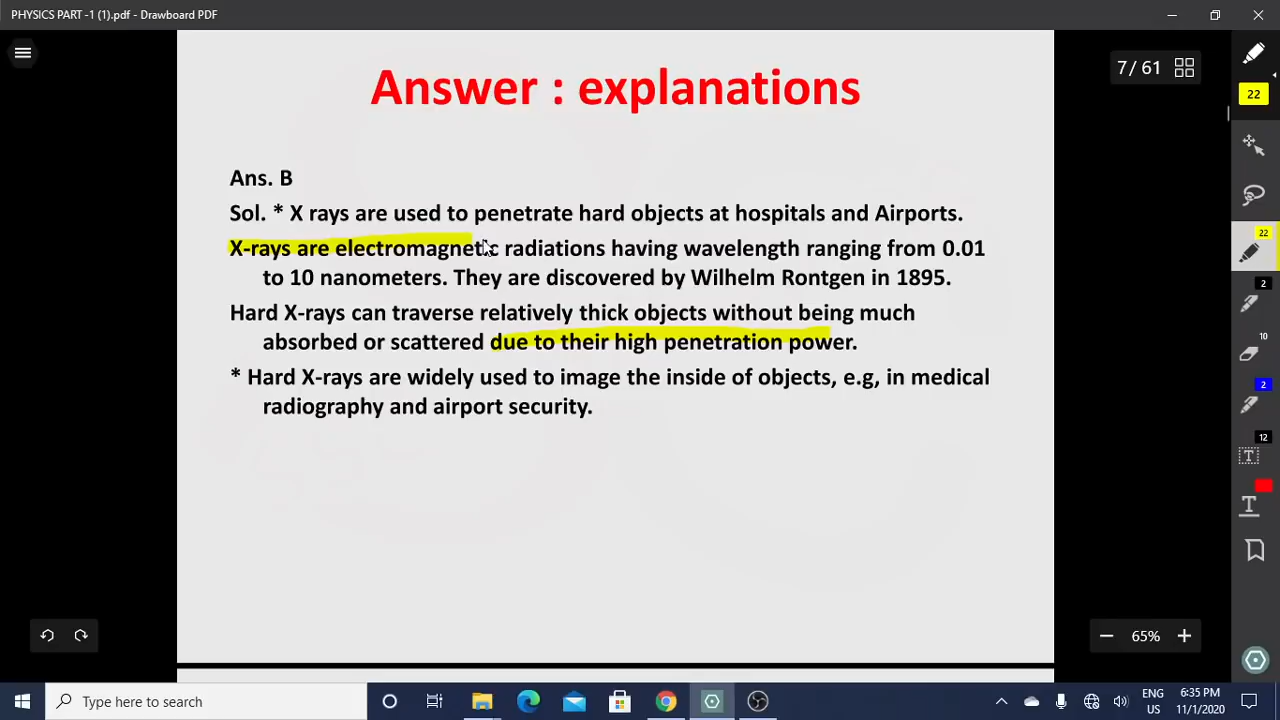 PHYSICS PART -1 (1).pdf - Drawboard PDF
7 / 61
22
Answer : explanations
Ans. B
Sol. * X rays are used to penetrate hard objects at hospitals and Airports.
X-rays are electromagnetic radiations having wavelength ranging from 0.01
to 10 nanometers. They are discovered by Wilhelm Rontgen in 1895.
Hard X-rays can traverse relatively thick objects without being much
absorbed or scattered due to their high penetration power.
* Hard X-rays are widely used to image the inside of objects, e.g, in medical
radiography and airport security.
22
2
10
2
12
T
T
65%
Type here to search
ENG
US
6:35 PM
11/1/2020